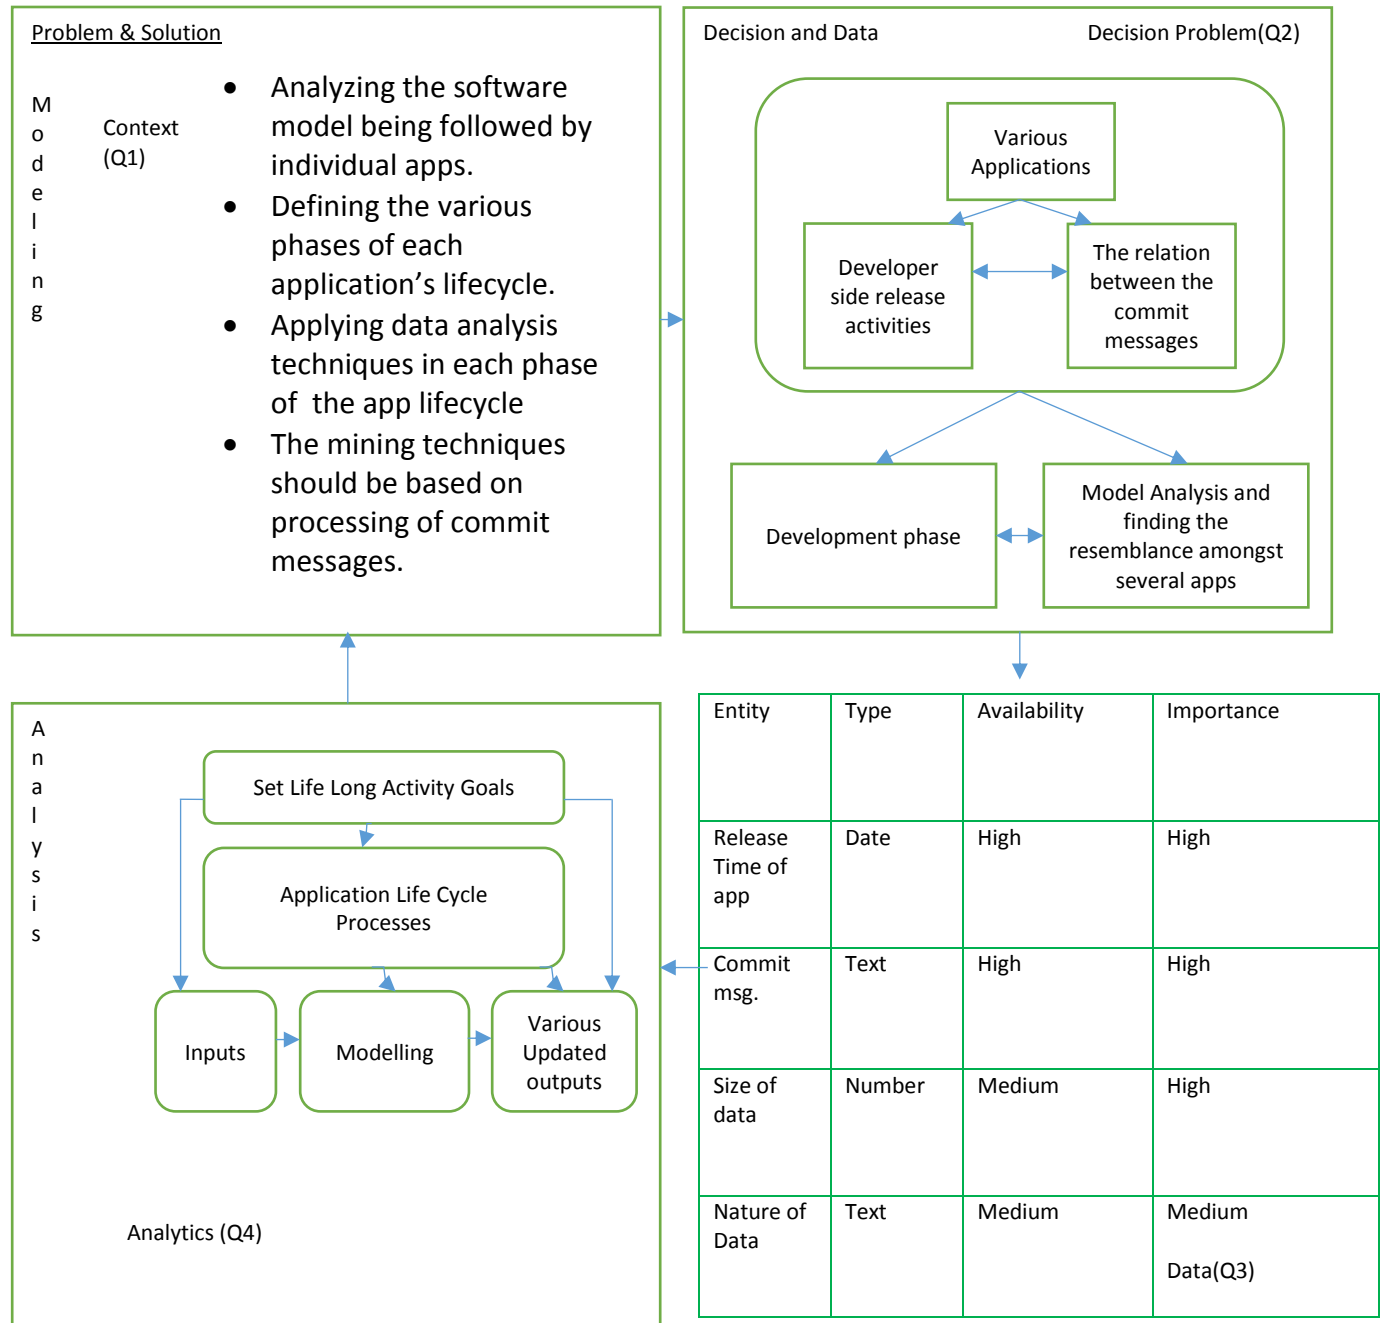 Problem & Solution
M
o
d
e
l
i
n
g
Context
(Q1)
• Analyzing the software
model being followed by
individual apps.
• Defining the various
phases of each
application’s lifecycle.
• Applying data analysis
techniques in each phase
of the app lifecycle
• The mining techniques
should be based on
processing of commit
messages.
Decision and Data
Decision Problem(Q2)
Various
Applications
Developer
side release
activities
The relation
between the
commit
messages
Development phase
Model Analysis and
finding the
resemblance amongst
several apps
A
n
a
l
y
s
i
s
Set Life Long Activity Goals
Application Life Cycle
Processes
Inputs
Modelling
Various
Updated
outputs
Analytics (Q4)
Entity Type Availability Importance
Release
Time of
app
Date High High
Commit
msg.
Text High High
Size of
data
Number Medium High
Nature of
Data
Text Medium Medium
Data(Q3)